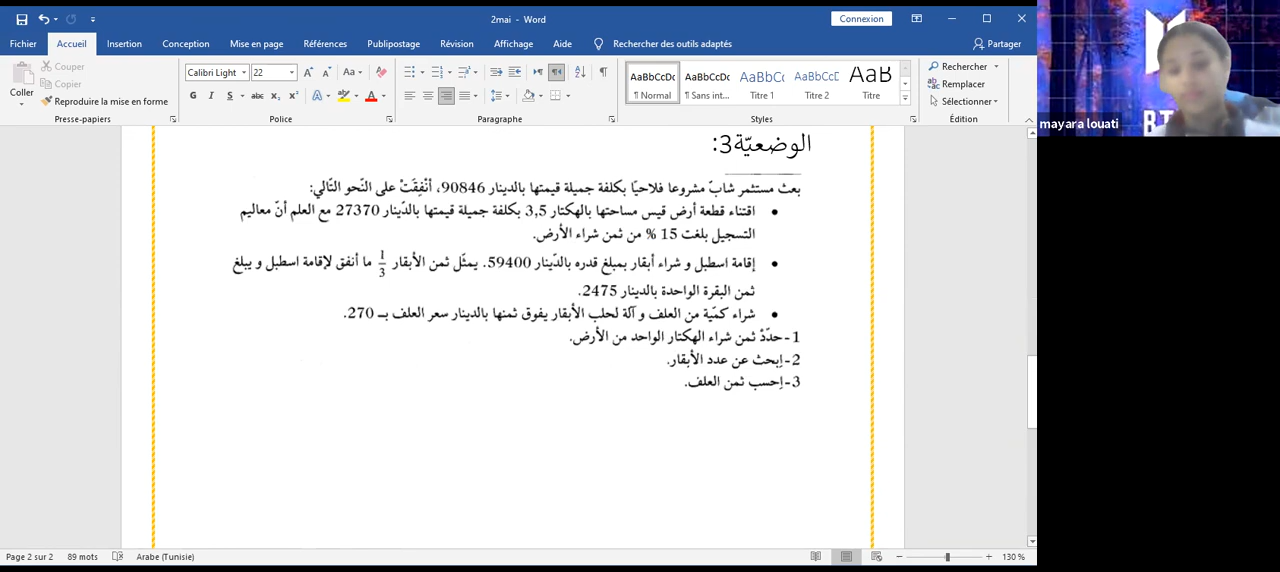 2mai - Word
Connexion
Fichier Accueil Insertion Conception Mise en page Références Publipostage Révision Affichage Aide Rechercher des outils adaptés Partager
Coller
Couper
Copier
Reproduire la mise en forme
Presse-papiers
Calibri Light 22
Police
Paragraphe
AaBbCcDc AaBbCcDc AaBbC AaBbCcD AaB
¶ Normal ¶ Sans int... Titre 1 Titre 2 Titre
Styles
Rechercher
Remplacer
Sélectionner
Édition
mayara louati
BT
الوضعيّة3:
بعث مستثمر شابّ مشروعا فلاحيّا بكلفة جميلة قيمتها بالدينار 90846، أنْفِقَتْ على النّحو التّالي:
• اقتناء قطعة أرض قيس مساحتها بالهكتار 3,5 بكلفة جميلة قيمتها بالدّينار 27370 مع العلم أنّ معاليم
التسجيل بلغت 15 % من ثمن شراء الأرض.
• إقامة اسطبل و شراء أبقار بمبلغ قدره بالدّينار 59400. يمثّل ثمن الأبقار 1/3 ما أنفق لإقامة اسطبل و يبلغ
ثمن البقرة الواحدة بالدينار 2475.
• شراء كمّية من العلف و آلة لحلب الأبقار يفوق ثمنها بالدينار سعر العلف بــ 270.
1-حدّدْ ثمن شراء الهكتار الواحد من الأرض.
2-اِبحث عن عدد الأبقار.
3-اِحسب ثمن العلف.
Page 2 sur 2 89 mots Arabe (Tunisie) 130 %